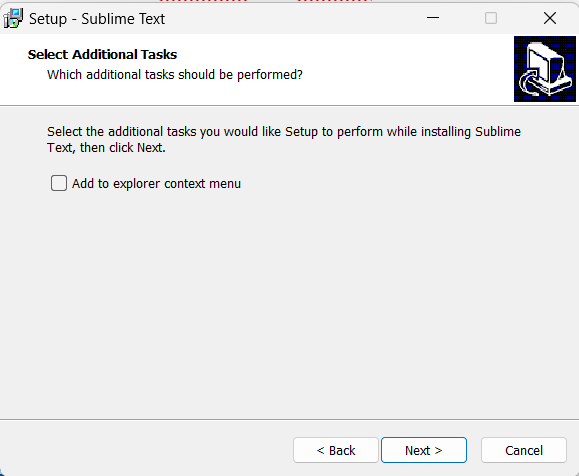 Setup - Sublime Text
Select Additional Tasks
Which additional tasks should be performed?
Select the additional tasks you would like Setup to perform while installing Sublime
Text, then click Next.
Add to explorer context menu
< Back
Next >
Cancel